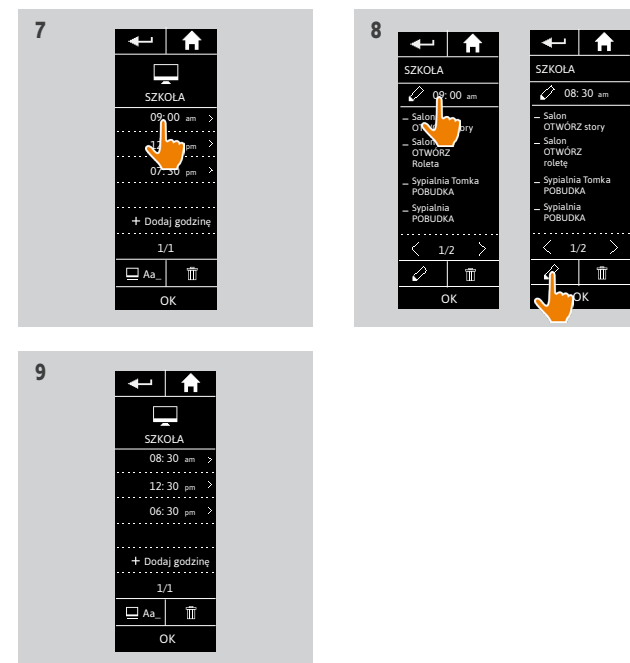 7
SZKOŁA
09:00 am >
pm >
07:30 pm >
+ Dodaj godzinę
1/1
Aa_
OK
8
SZKOŁA
09:00 am
– Salon
– Salon
OTWÓRZ
Roleta
– Sypialnia Tomka
POBUDKA
– Sypialnia
POBUDKA
< 1/2 >
OK
SZKOŁA
08:30 am
– Salon
OTWÓRZ story
– Salon
OTWÓRZ
roletę
– Sypialnia Tomka
POBUDKA
– Sypialnia
POBUDKA
< 1/2 >
OK
9
SZKOŁA
08:30 am >
12:30 pm >
06:30 pm >
+ Dodaj godzinę
1/1
Aa_
OK